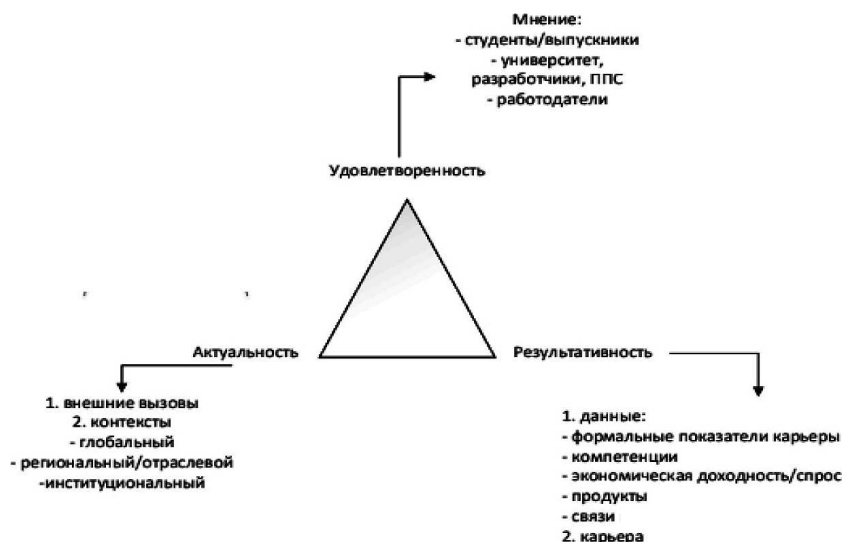 Мнение:
- студенты/выпускники
- университет,
разработчики, ППС
- работодатели
Удовлетворенность
Актуальность
Результативность
1. внешние вызовы
2. контексты
- глобальный
- региональный/отраслевой
-институциональный
1. данные:
- формальные показатели карьеры
- компетенции
- экономическая доходность/спрос
- продукты
- связи
2. карьера